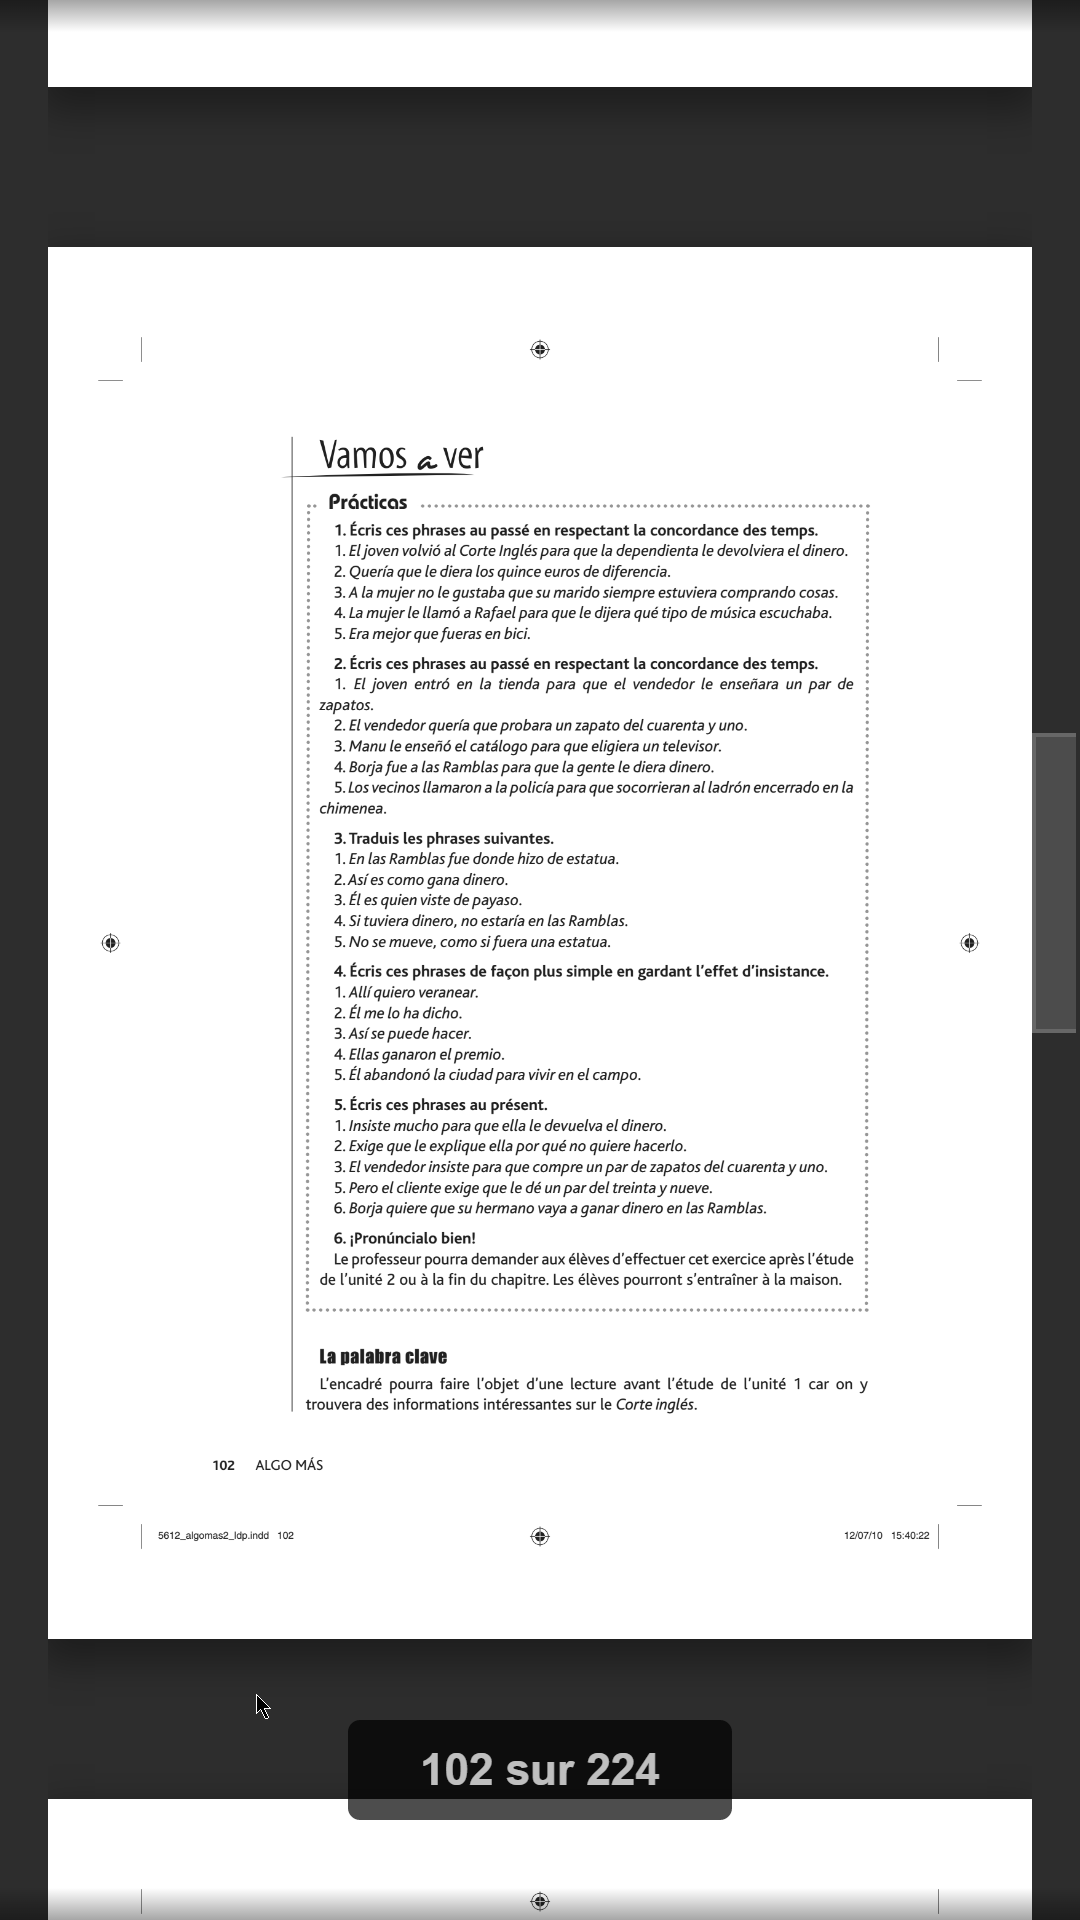 Vamos a ver
Prácticas
1. Écris ces phrases au passé en respectant la concordance des temps.
1. El joven volvió al Corte Inglés para que la dependienta le devolviera el dinero.
2. Quería que le diera los quince euros de diferencia.
3. A la mujer no le gustaba que su marido siempre estuviera comprando cosas.
4. La mujer le llamó a Rafael para que le dijera qué tipo de música escuchaba.
5. Era mejor que fueras en bici.
2. Écris ces phrases au passé en respectant la concordance des temps.
1. El joven entró en la tienda para que el vendedor le enseñara un par de
zapatos.
2. El vendedor quería que probara un zapato del cuarenta y uno.
3. Manu le enseñó el catálogo para que eligiera un televisor.
4. Borja fue a las Ramblas para que la gente le diera dinero.
5. Los vecinos llamaron a la policía para que socorrieran al ladrón encerrado en la
chimenea.
3. Traduis les phrases suivantes.
1. En las Ramblas fue donde hizo de estatua.
2. Así es como gana dinero.
3. Él es quien viste de payaso.
4. Si tuviera dinero, no estaría en las Ramblas.
5. No se mueve, como si fuera una estatua.
4. Écris ces phrases de façon plus simple en gardant l'effet d'insistance.
1. Allí quiero veranear.
2. Él me lo ha dicho.
3. Así se puede hacer.
4. Ellas ganaron el premio.
5. Él abandonó la ciudad para vivir en el campo.
5. Écris ces phrases au présent.
1. Insiste mucho para que ella le devuelva el dinero.
2. Exige que le explique ella por qué no quiere hacerlo.
3. El vendedor insiste para que compre un par de zapatos del cuarenta y uno.
5. Pero el cliente exige que le dé un par del treinta y nueve.
6. Borja quiere que su hermano vaya a ganar dinero en las Ramblas.
6. ¡Pronúncialo bien!
Le professeur pourra demander aux élèves d'effectuer cet exercice après l'étude
de l'unité 2 ou à la fin du chapitre. Les élèves pourront s'entraîner à la maison.
La palabra clave
L'encadré pourra faire l'objet d'une lecture avant l'étude de l'unité 1 car on y
trouvera des informations intéressantes sur le Corte inglés.
102 ALGO MÁS
5612_algomas2_ldp.indd 102 12/07/10 15:40:22
102 sur 224